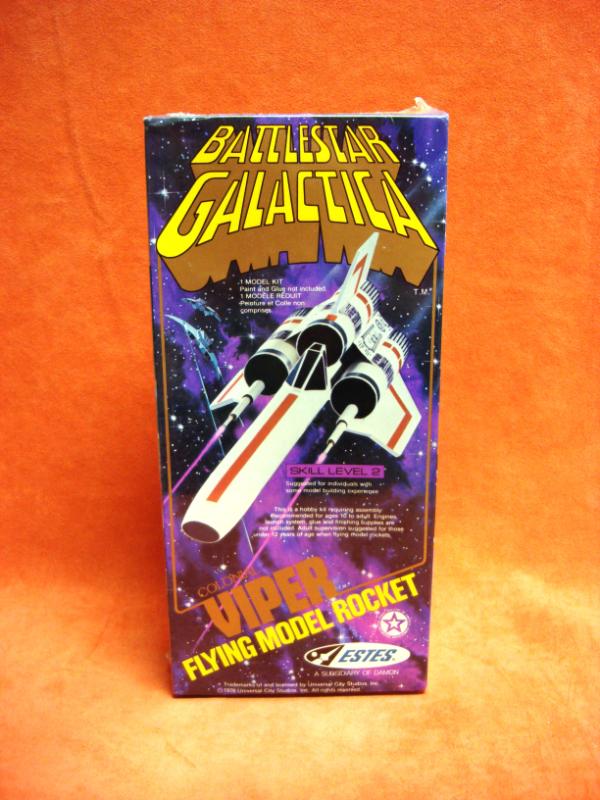 BATTLESTAR
GALACTICA
T.M.
1 MODEL KIT
Paint and Glue not included.
1 MODÈLE RÉDUIT
Peinture et Colle non
comprises.
SKILL LEVEL 2
Suggested for individuals with
some model building experience
This is a hobby kit requiring assembly.
Recommended for ages 10 to adult. Engines,
launch system, glue and finishing supplies are
not included. Adult supervision suggested for those
under 12 years of age when flying model rockets.
COLONIAL
VIPER
FLYING MODEL ROCKET
ESTES
A SUBSIDIARY OF DAMON
Trademarks of and licensed by Universal City Studios, Inc.
©1978 Universal City Studios, Inc. All rights reserved.